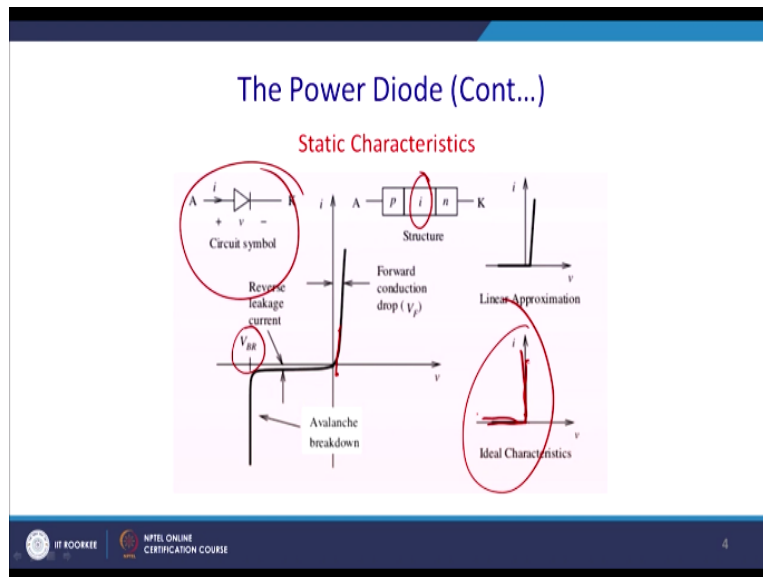 The Power Diode (Cont...)
Static Characteristics
A i K
+ v -
Circuit symbol
i
A p i n K
Structure
i
v
Linear Approximation
Forward
conduction
drop (V_F)
Reverse
leakage
current
V_BR
v
Avalanche
breakdown
i
v
Ideal Characteristics
IIT ROORKEE
NPTEL ONLINE
CERTIFICATION COURSE
4